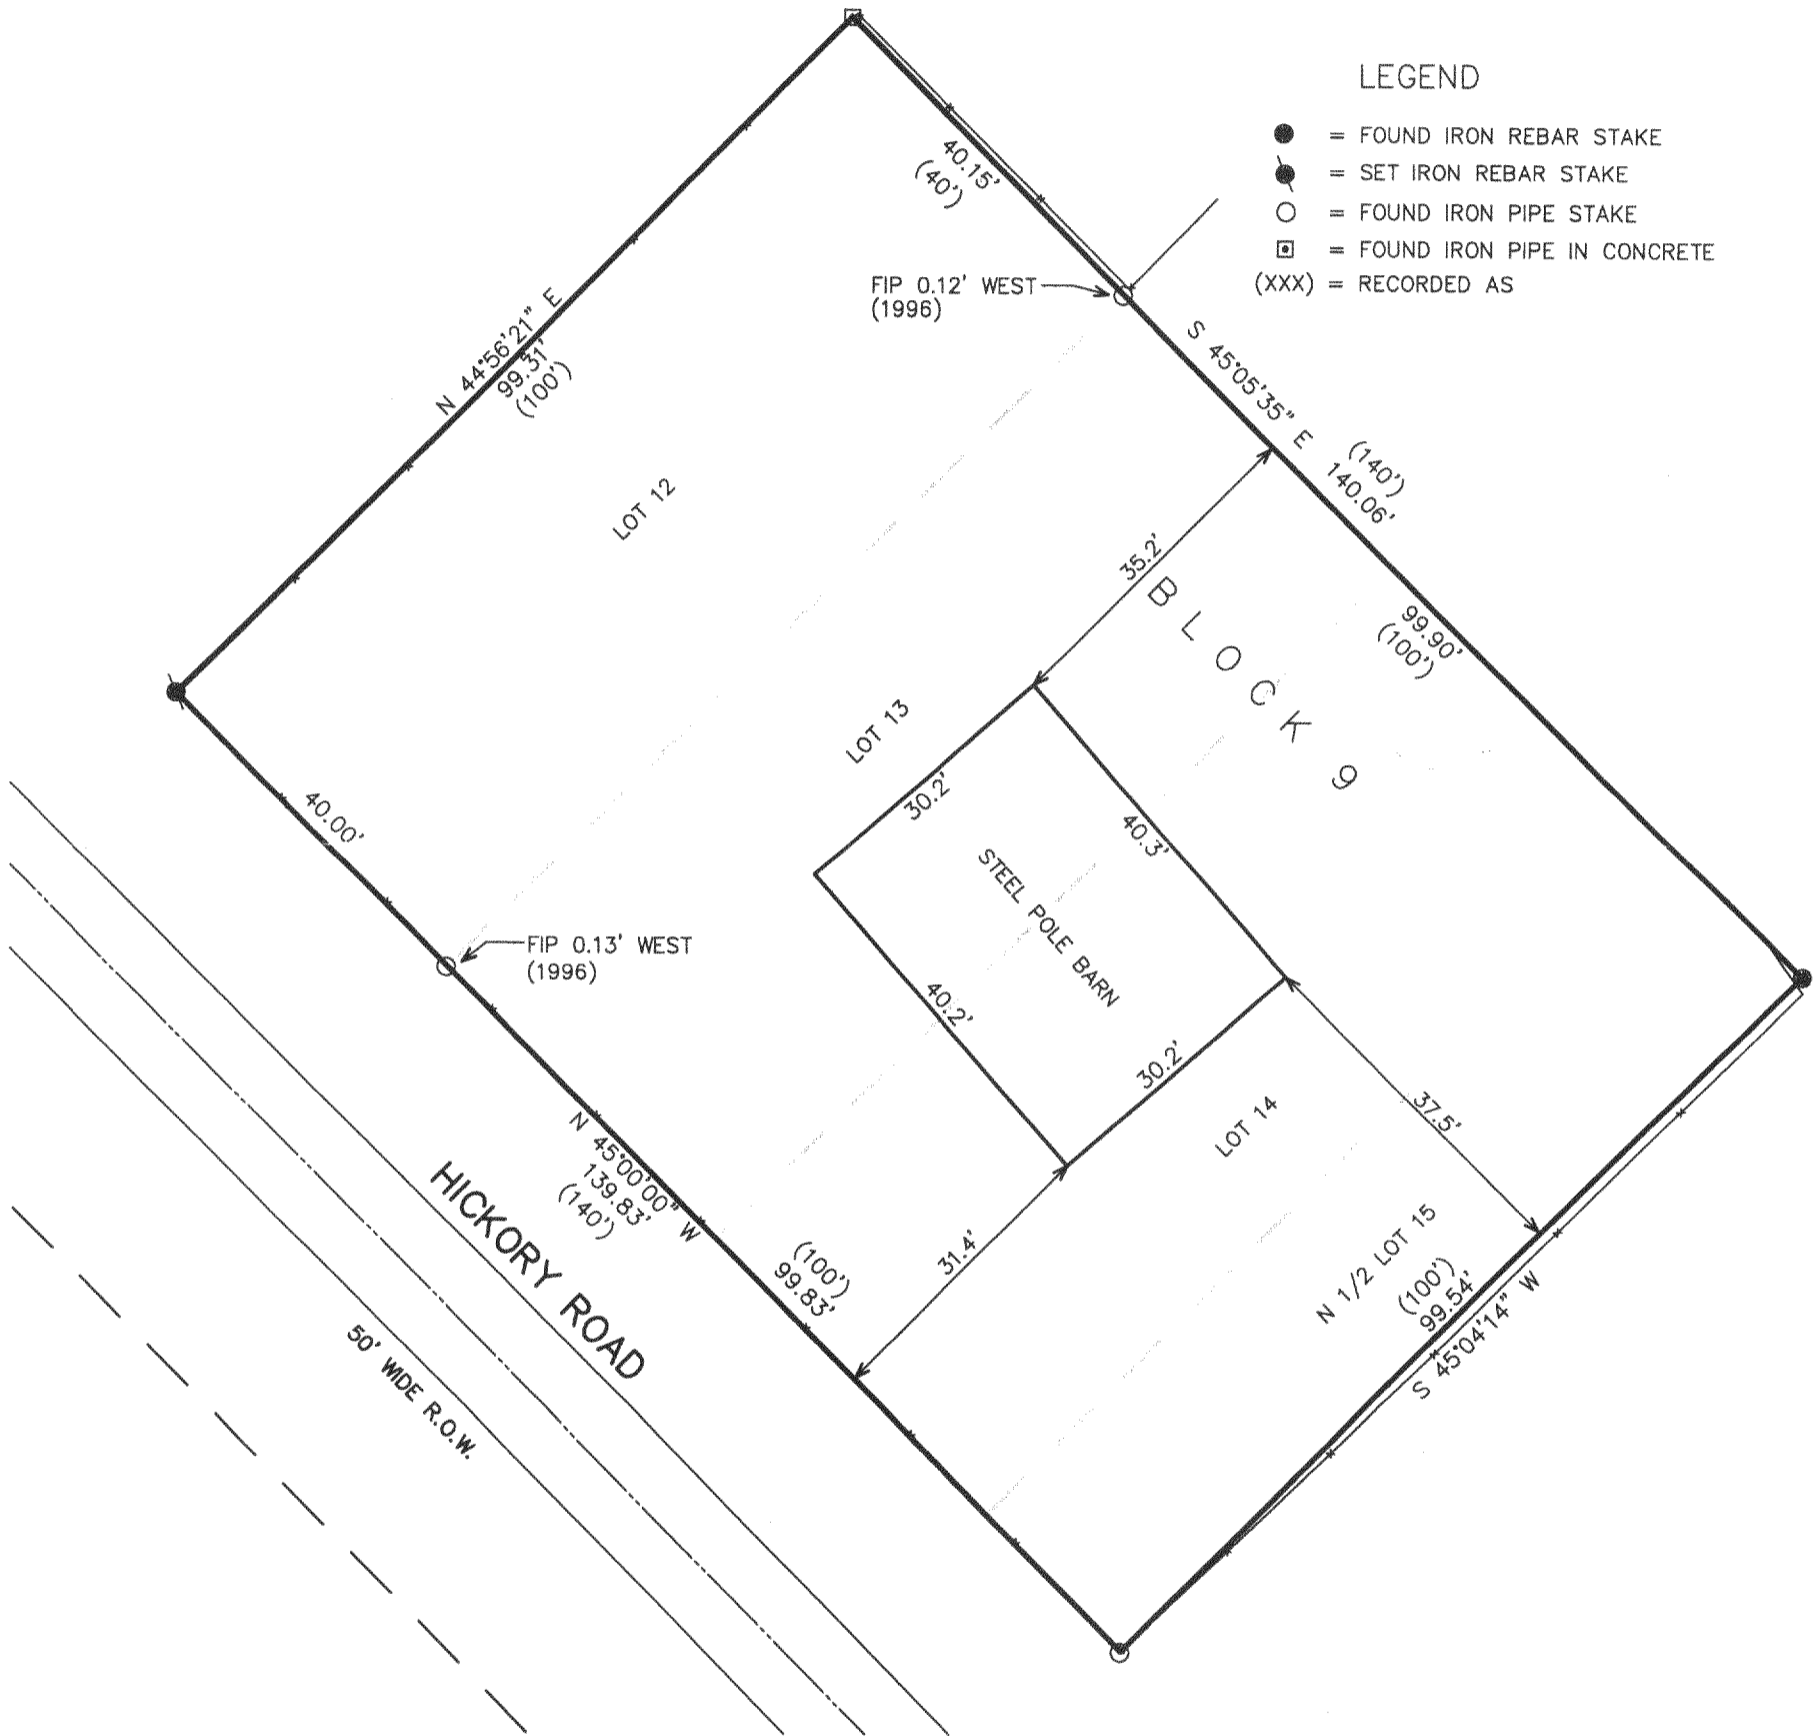 LEGEND
= FOUND IRON REBAR STAKE
= SET IRON REBAR STAKE
= FOUND IRON PIPE STAKE
= FOUND IRON PIPE IN CONCRETE
(XXX) = RECORDED AS
40.15'
(40')
FIP 0.12' WEST
(1996)
N 44°56'21" E
99.31'
(100')
S 45°05'35" E
(140')
140.06'
LOT 12
35.2'
BLOCK 9
99.90'
(100')
LOT 13
30.2'
40.3'
STEEL POLE BARN
40.00'
FIP 0.13' WEST
(1996)
40.2'
30.2'
LOT 14
37.5'
N 45°00'00" W
139.83'
(140')
HICKORY ROAD
50' WIDE R.O.W.
31.4'
(100')
99.83'
N 1/2 LOT 15
(100')
99.54'
S 45°04'14" W